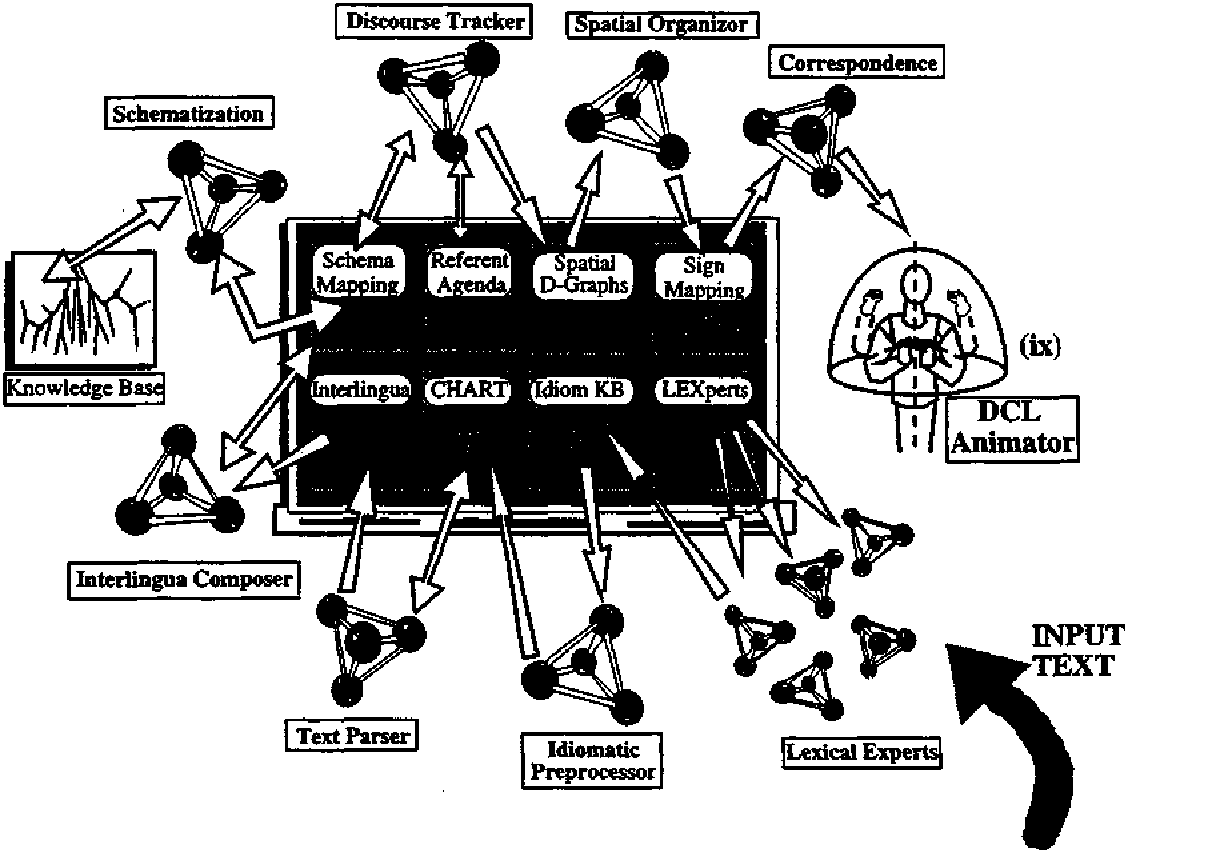 Discourse Tracker
Spatial Organizor
Correspondence
Schematization
Schema
Mapping
Referent
Agenda
Spatial
D-Graphs
Sign
Mapping
(ix)
Knowledge Base
Interlingua
CHART
Idiom KB
LEXperts
DCL
Animator
Interlingua Composer
INPUT
TEXT
Text Parser
Idiomatic
Preprocessor
Lexical Experts